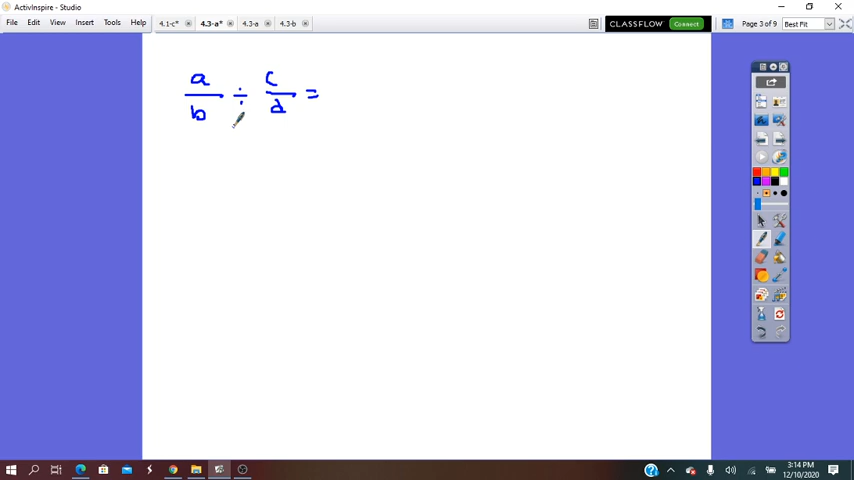 ActivInspire - Studio
File Edit View Insert Tools Help 4.1-c* 4.3-a* 4.3-a 4.3-b CLASSFLOW Connect Page 3 of 9 Best Fit
a/b ÷ c/d =
3:14 PM
12/10/2020